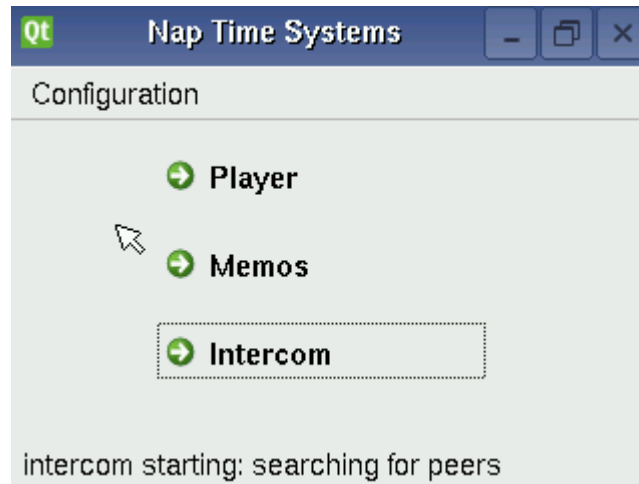 Qt Nap Time Systems
Configuration
Player
Memos
Intercom
intercom starting: searching for peers